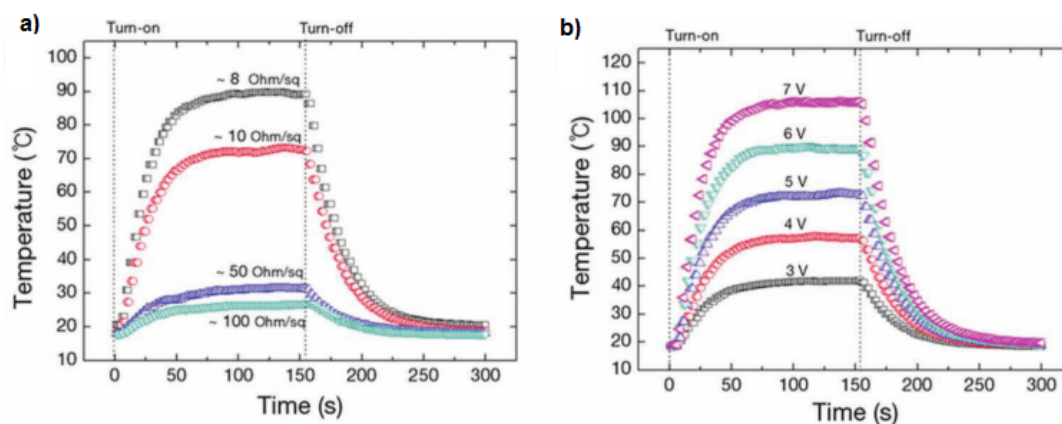 a)
Turn-on
Turn-off
100
90
80
70
60
50
40
30
20
10
Temperature (℃)
~ 8 Ohm/sq
~ 10 Ohm/sq
~ 50 Ohm/sq
~ 100 Ohm/sq
0
50
100
150
200
250
300
Time (s)
b)
Turn-on
Turn-off
120
110
100
90
80
70
60
50
40
30
20
10
Temperature (℃)
7 V
6 V
5 V
4 V
3 V
0
50
100
150
200
250
300
Time (s)